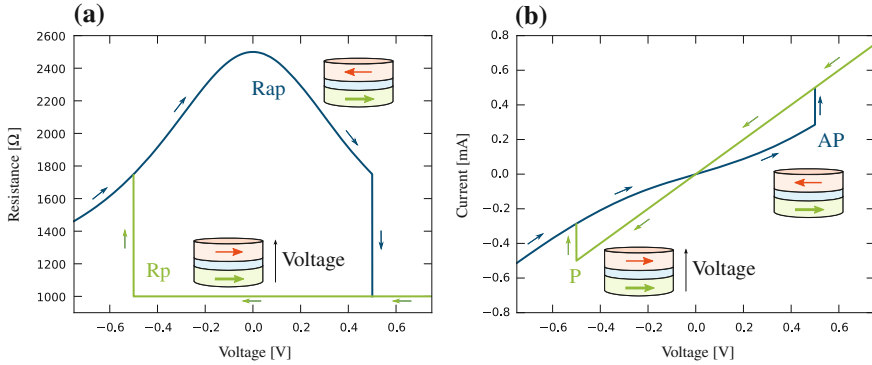 (a)
2600
2400
2200
2000
1800
1600
1400
1200
1000
Resistance [Ω]
−0.6
−0.4
−0.2
0.0
0.2
0.4
0.6
Voltage [V]
Rap
Rp
Voltage
(b)
0.8
0.6
0.4
0.2
0.0
−0.2
−0.4
−0.6
−0.8
Current [mA]
−0.6
−0.4
−0.2
0.0
0.2
0.4
0.6
Voltage [V]
AP
P
Voltage